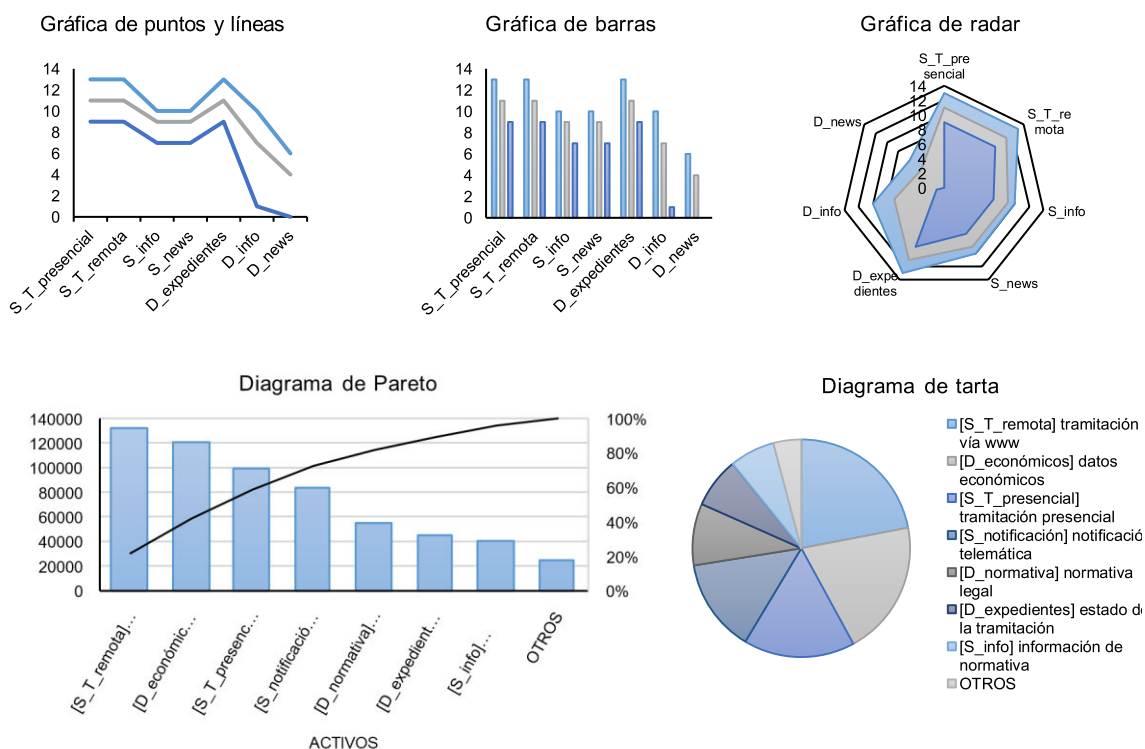 Gráfica de puntos y líneas
14
12
10
8
6
4
2
0
S_T_presencial
S_T_remota
S_info
S_news
D_expedientes
D_info
D_news
Gráfica de barras
14
12
10
8
6
4
2
0
S_T_presencial
S_T_remota
S_info
S_news
D_expedientes
D_info
D_news
Gráfica de radar
S_T_pre
sencial
S_T_re
mota
S_info
S_news
D_expe
dientes
D_info
D_news
14
12
10
8
6
4
2
0
Diagrama de Pareto
140000
120000
100000
80000
60000
40000
20000
0
100%
80%
60%
40%
20%
0%
[S_T_remota]…
[D_económic…
[S_T_presenc…
[S_notificació…
[D_normativa]…
[D_expedient…
[S_info]…
OTROS
ACTIVOS
Diagrama de tarta
[S_T_remota] tramitación
vía www
[D_económicos] datos
económicos
[S_T_presencial]
tramitación presencial
[S_notificación] notificació
telemática
[D_normativa] normativa
legal
[D_expedientes] estado de
la tramitación
[S_info] información de
normativa
OTROS